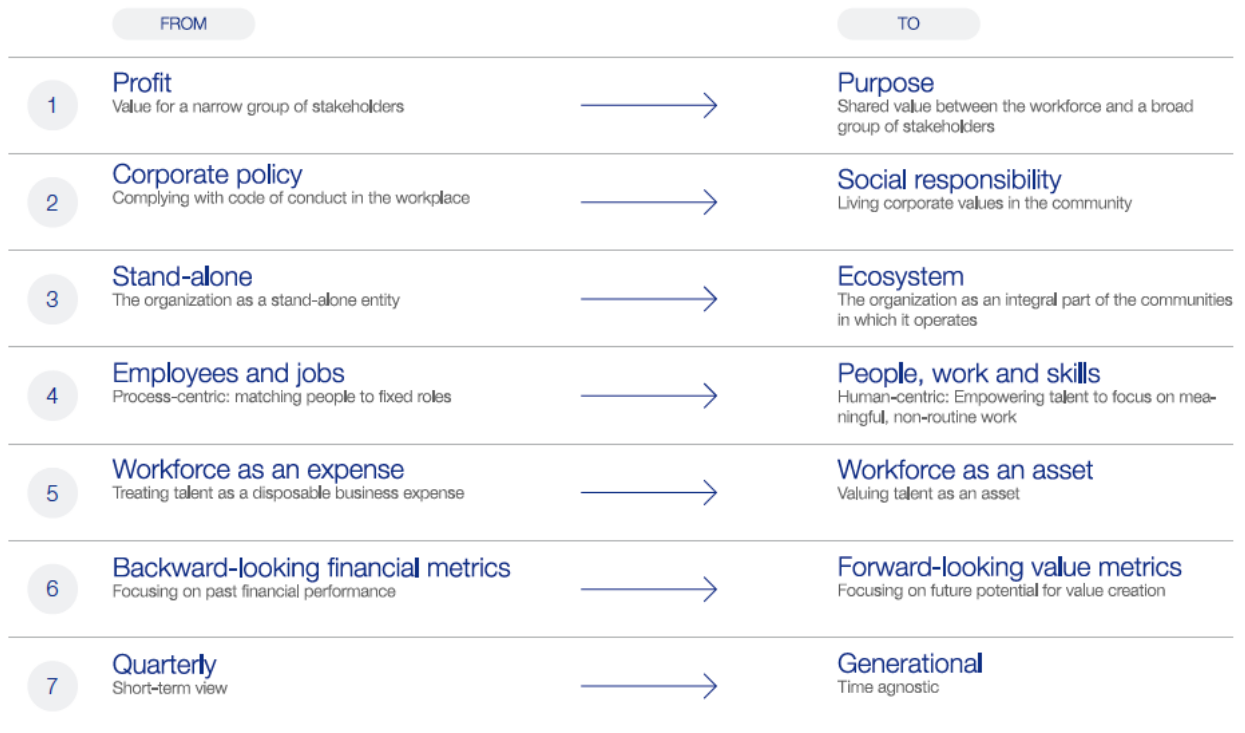 FROM
TO
1
Profit
Value for a narrow group of stakeholders
Purpose
Shared value between the workforce and a broad
group of stakeholders
2
Corporate policy
Complying with code of conduct in the workplace
Social responsibility
Living corporate values in the community
3
Stand-alone
The organization as a stand-alone entity
Ecosystem
The organization as an integral part of the communities
in which it operates
4
Employees and jobs
Process-centric: matching people to fixed roles
People, work and skills
Human-centric: Empowering talent to focus on mea-
ningful, non-routine work
5
Workforce as an expense
Treating talent as a disposable business expense
Workforce as an asset
Valuing talent as an asset
6
Backward-looking financial metrics
Focusing on past financial performance
Forward-looking value metrics
Focusing on future potential for value creation
7
Quarterly
Short-term view
Generational
Time agnostic